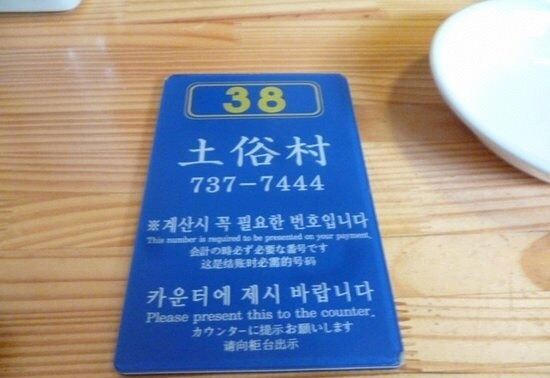 38
土俗村
737-7444
※계산시 꼭 필요한 번호입니다
This number is required to be presented on your payment.
会計の時必ず必要な番号です
这是结账时必需的号码
카운터에 제시 바랍니다
Please present this to the counter.
カウンターに提示お願いします
请向柜台出示